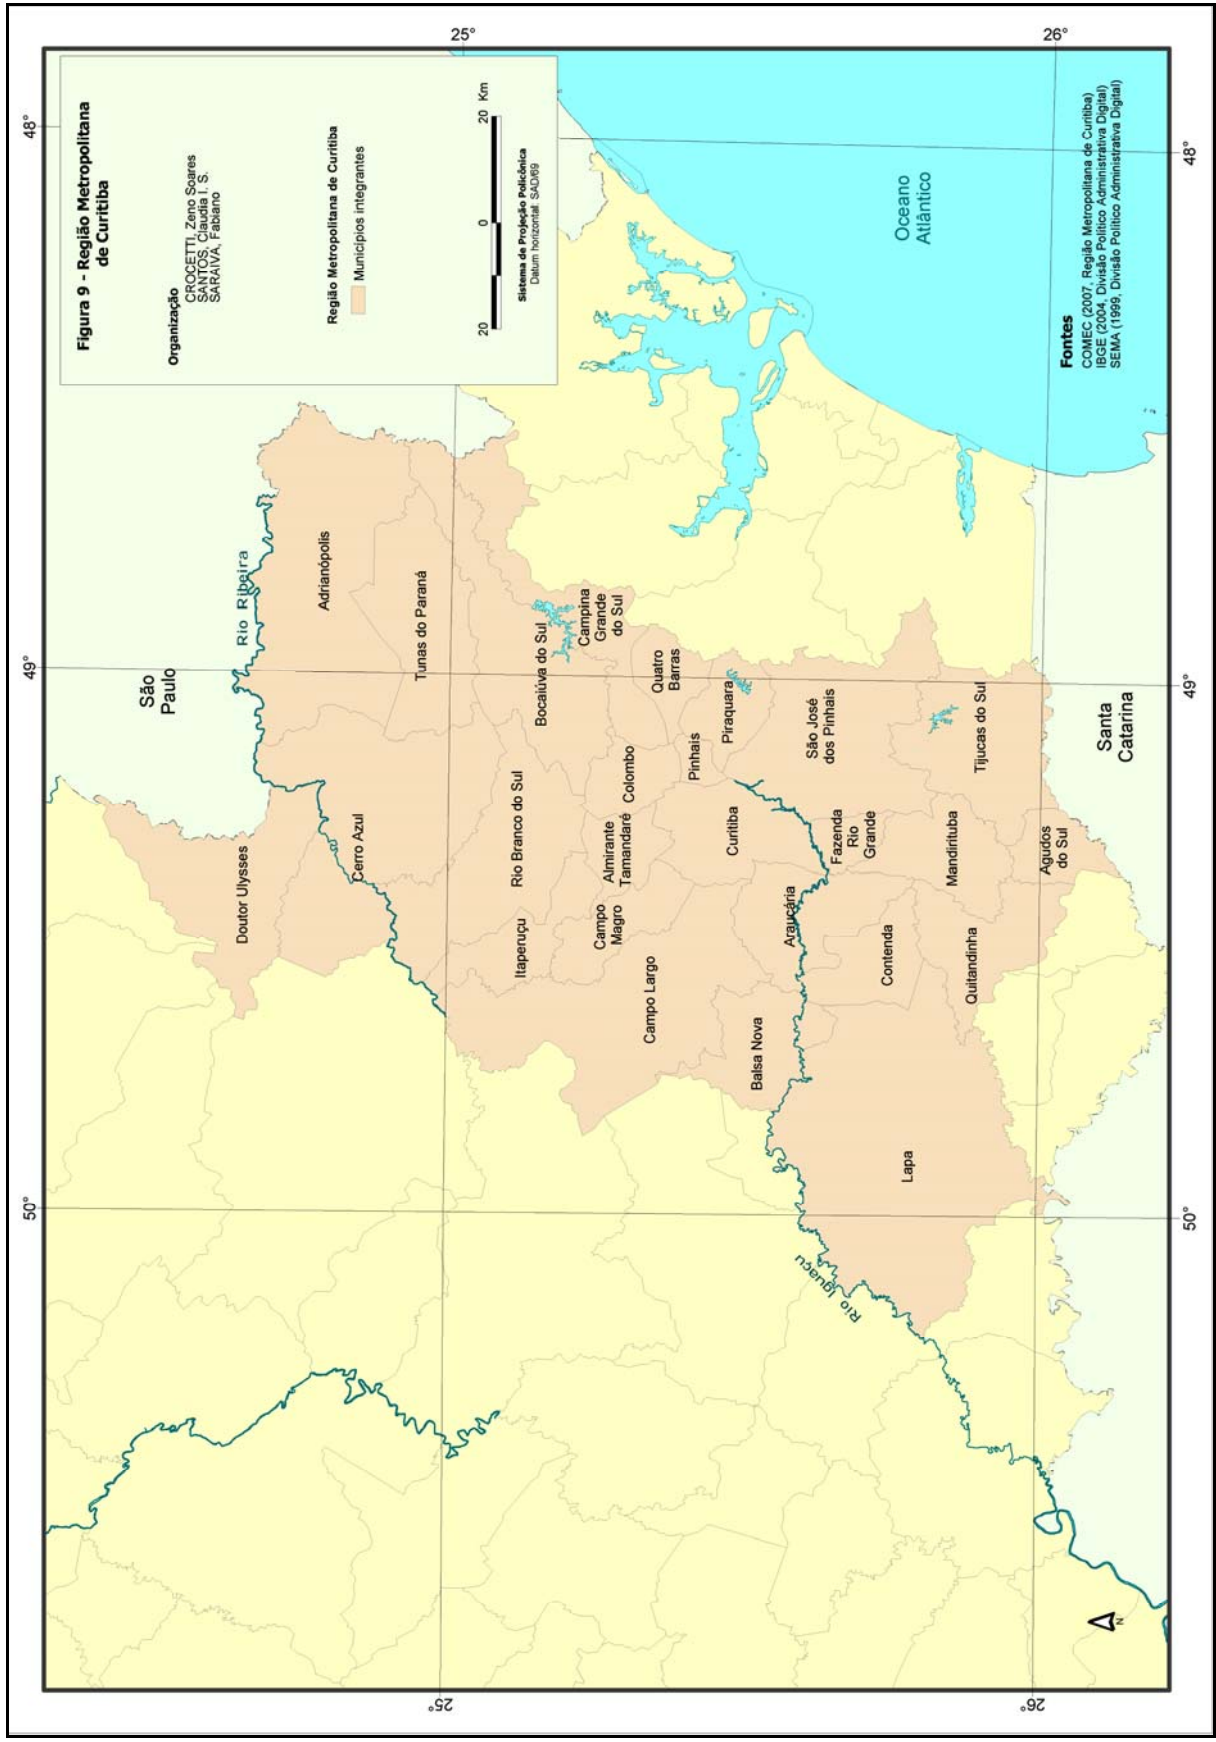 Figura 9 - Região Metropolitana
de Curitiba
Organização
CROCETTI, Zeno Soares
SANTOS, Claudia I. S.
SARAIVA, Fabiano
Região Metropolitana de Curitiba
Municípios integrantes
20 0 20 Km
Sistema de Projeção Policônica
Datum horizontal: SAD/69
50° 49° 48°
25°
26°
25°
26°
50° 49° 48°
São
Paulo
Rio Ribeira
Doutor Ulysses
Adrianópolis
Cerro Azul
Tunas do Paraná
Itaperuçu
Rio Branco do Sul
Bocaiúva do Sul
Campina
Grande
do Sul
Campo
Magro
Almirante
Tamandaré
Colombo
Quatro
Barras
Campo Largo
Pinhais
Piraquara
Curitiba
Balsa Nova
Araucária
São José
dos Pinhais
Fazenda
Rio
Grande
Contenda
Lapa
Rio Iguaçu
Quitandinha
Mandirituba
Tijucas do Sul
Agudos
do Sul
Santa
Catarina
Oceano
Atlântico
Fontes
COMEC (2007, Região Metropolitana de Curitiba)
IBGE (2004, Divisão Político Administrativa Digital)
SEMA (1999, Divisão Político Administrativa Digital)
N